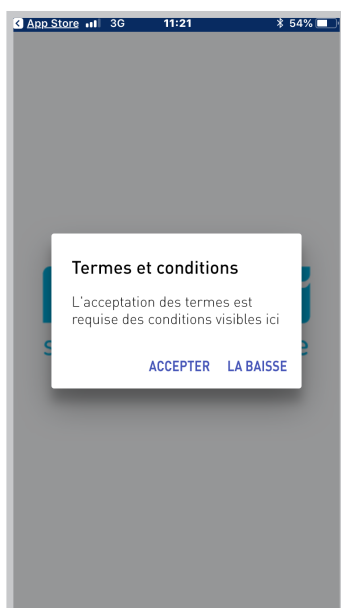 App Store 3G 11:21 54%
Termes et conditions
L'acceptation des termes est
requise des conditions visibles ici
ACCEPTER LA BAISSE